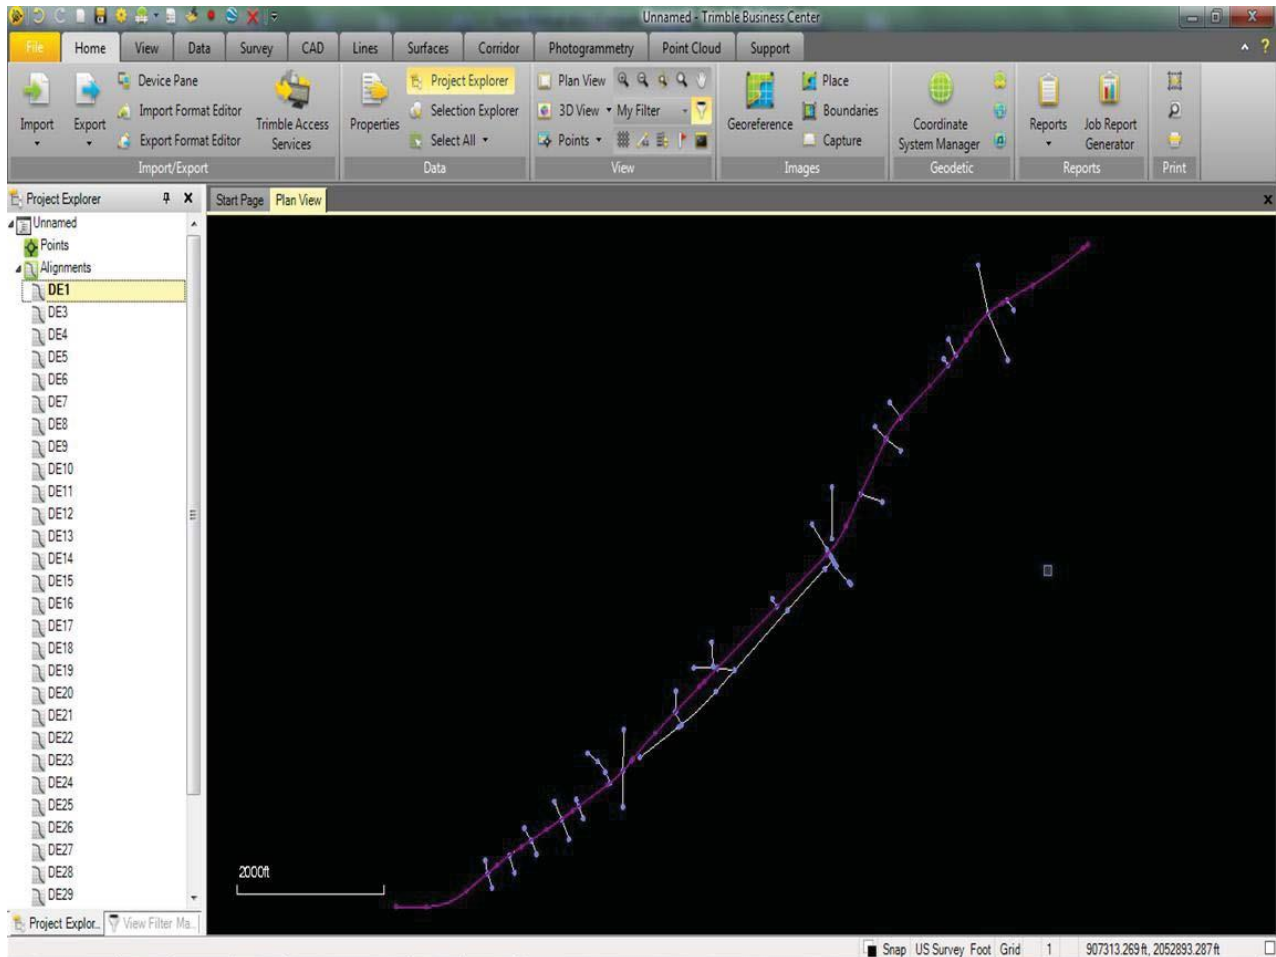 Unnamed - Trimble Business Center
File Home View Data Survey CAD Lines Surfaces Corridor Photogrammetry Point Cloud Support
Import
Export
Device Pane
Import Format Editor
Export Format Editor
Trimble Access Services
Import/Export
Properties
Project Explorer
Selection Explorer
Select All
Data
Plan View
3D View My Filter
Points
View
Georeference
Place
Boundaries
Capture
Images
Coordinate System Manager
Geodetic
Reports
Job Report Generator
Reports
Print
Project Explorer
Start Page Plan View
Unnamed
Points
Alignments
DE1
DE3
DE4
DE5
DE6
DE7
DE8
DE9
DE10
DE11
DE12
DE13
DE14
DE15
DE16
DE17
DE18
DE19
DE20
DE21
DE22
DE23
DE24
DE25
DE26
DE27
DE28
DE29
2000ft
Project Explor... View Filter Ma...
Snap US Survey Foot Grid 1 907313.269 ft, 2052893.287 ft